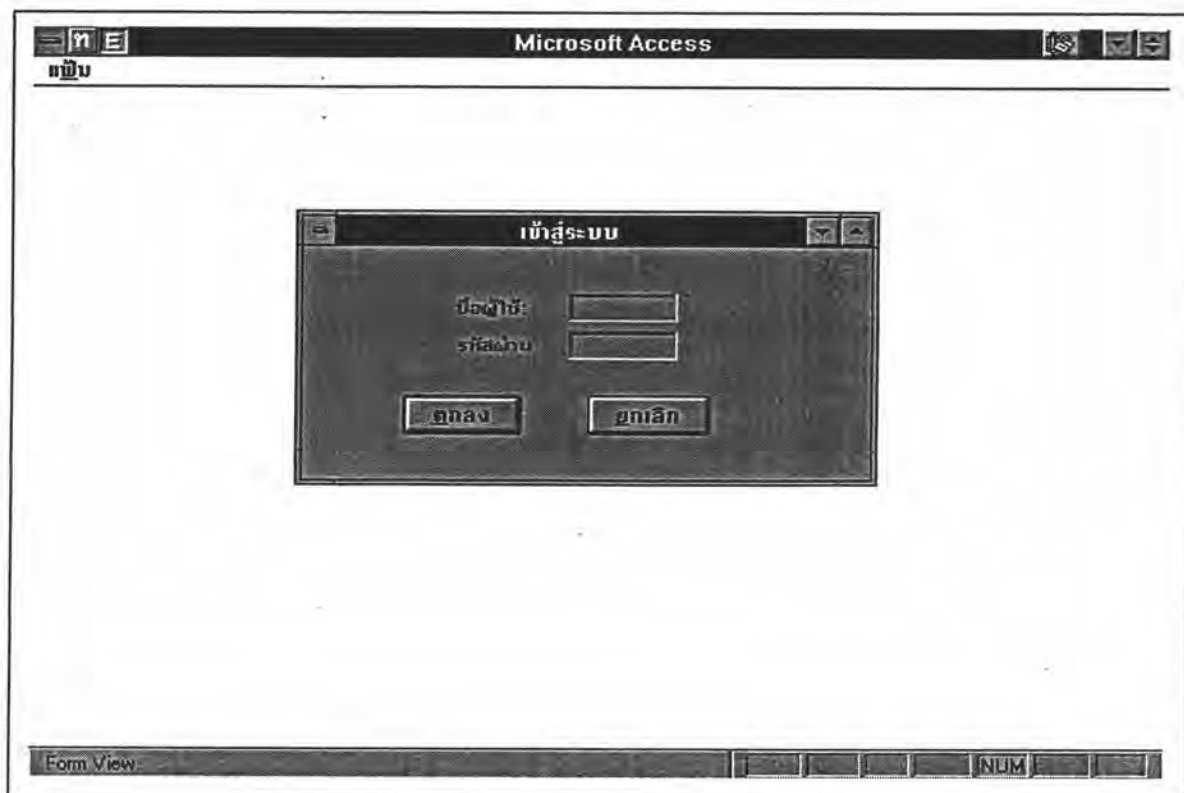 ท E Microsoft Access
แฟ้ม
เข้าสู่ระบบ
ชื่อผู้ใช้:
รหัสผ่าน
ตกลง ยกเลิก
Form View NUM